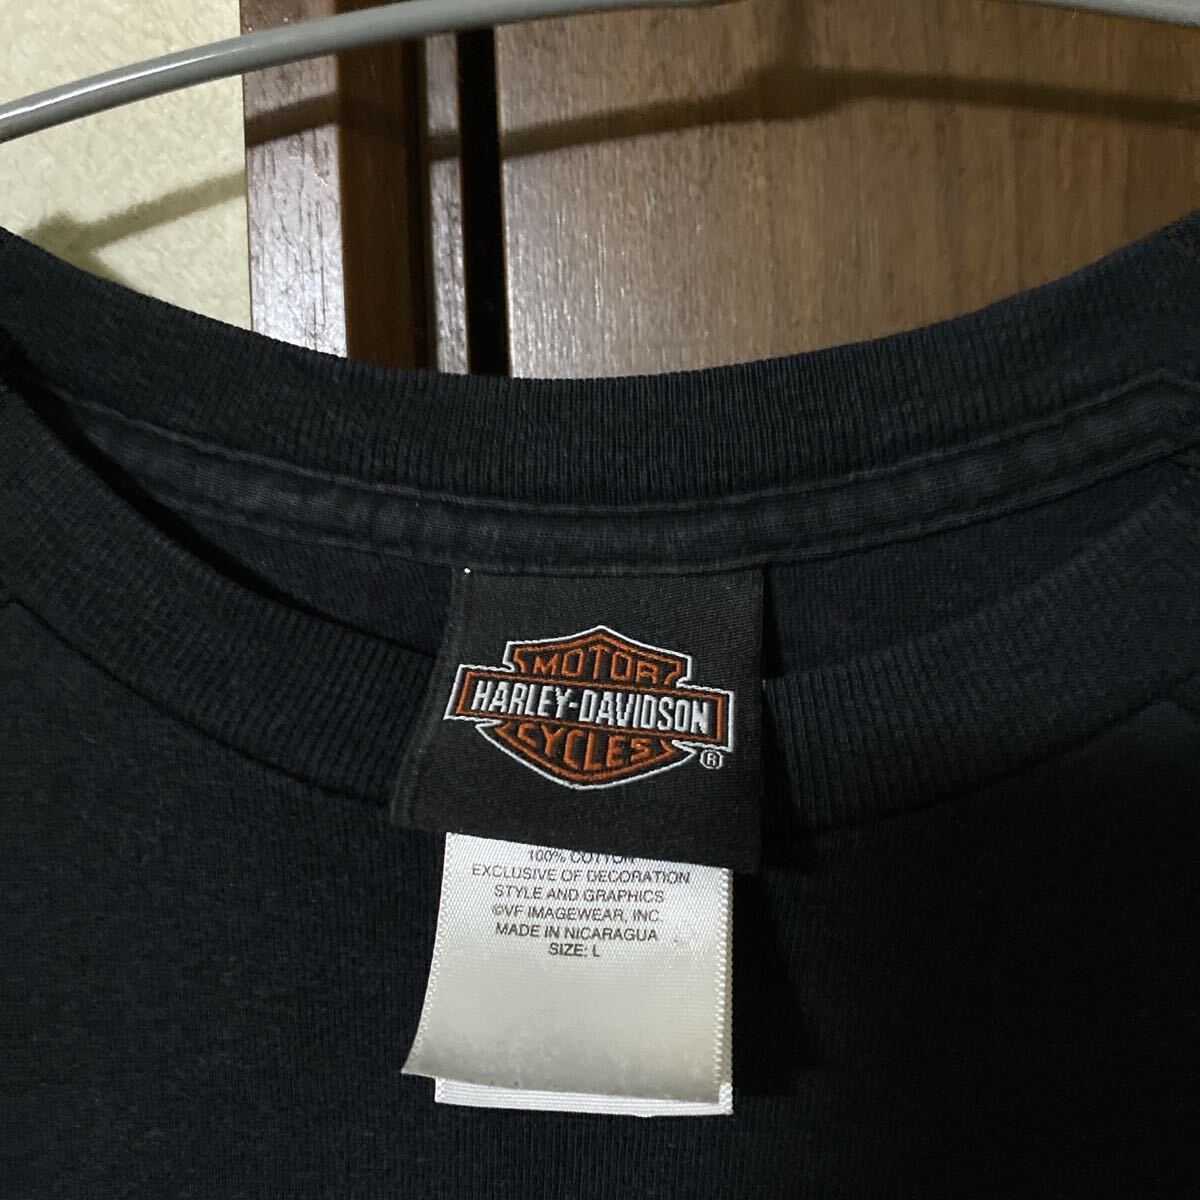 MOTOR
HARLEY-DAVIDSON
CYCLES
®
100% COTTON
EXCLUSIVE OF DECORATION
STYLE AND GRAPHICS
©VF IMAGEWEAR, INC.
MADE IN NICARAGUA
SIZE: L